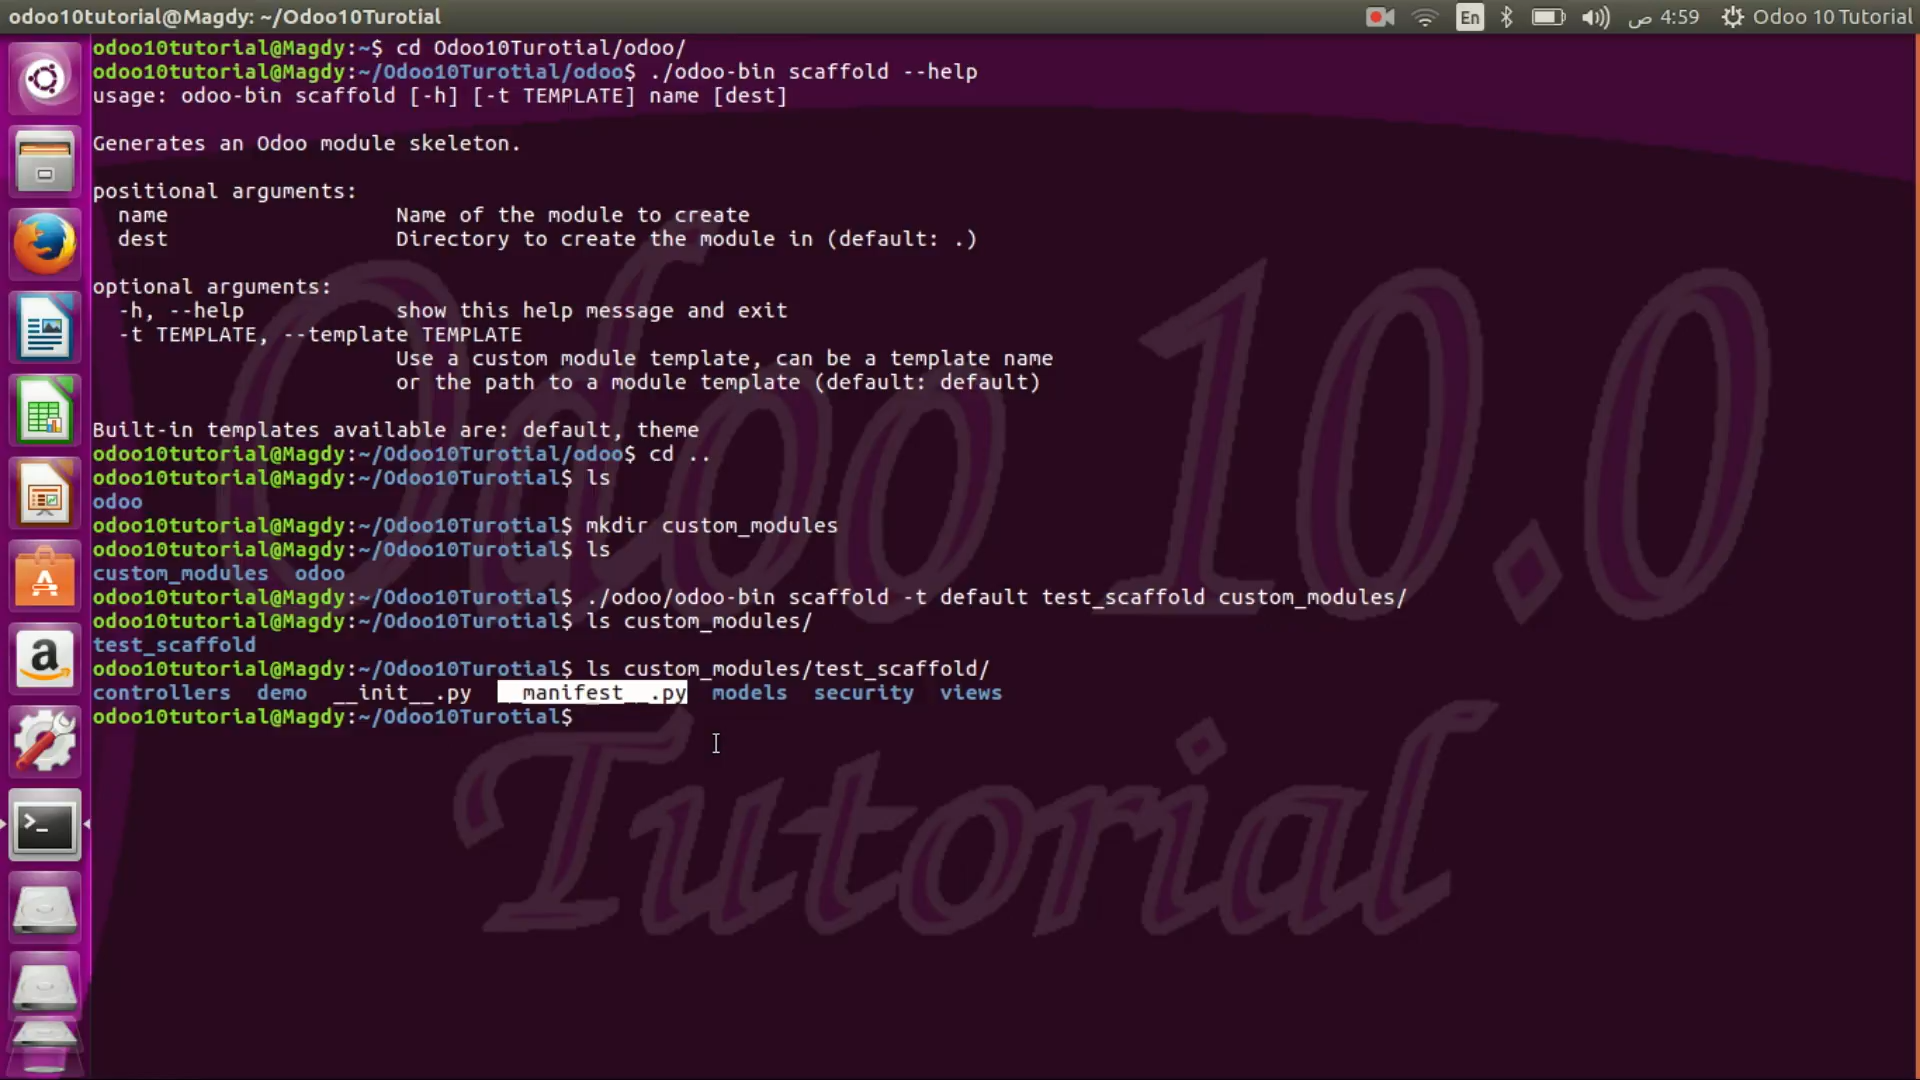 odoo10tutorial@Magdy: ~/Odoo10Turotial
En
4:59 ص
Odoo 10 Tutorial
odoo10tutorial@Magdy:~$ cd Odoo10Turotial/odoo/
odoo10tutorial@Magdy:~/Odoo10Turotial/odoo$ ./odoo-bin scaffold --help
usage: odoo-bin scaffold [-h] [-t TEMPLATE] name [dest]
Generates an Odoo module skeleton.
positional arguments:
name Name of the module to create
dest Directory to create the module in (default: .)
optional arguments:
-h, --help show this help message and exit
-t TEMPLATE, --template TEMPLATE
Use a custom module template, can be a template name
or the path to a module template (default: default)
Built-in templates available are: default, theme
odoo10tutorial@Magdy:~/Odoo10Turotial/odoo$ cd ..
odoo10tutorial@Magdy:~/Odoo10Turotial$ ls
odoo
odoo10tutorial@Magdy:~/Odoo10Turotial$ mkdir custom_modules
odoo10tutorial@Magdy:~/Odoo10Turotial$ ls
custom_modules odoo
odoo10tutorial@Magdy:~/Odoo10Turotial$ ./odoo/odoo-bin scaffold -t default test_scaffold custom_modules/
odoo10tutorial@Magdy:~/Odoo10Turotial$ ls custom_modules/
test_scaffold
odoo10tutorial@Magdy:~/Odoo10Turotial$ ls custom_modules/test_scaffold/
controllers demo __init__.py __manifest__.py models security views
odoo10tutorial@Magdy:~/Odoo10Turotial$
Odoo 10.0
Tutorial